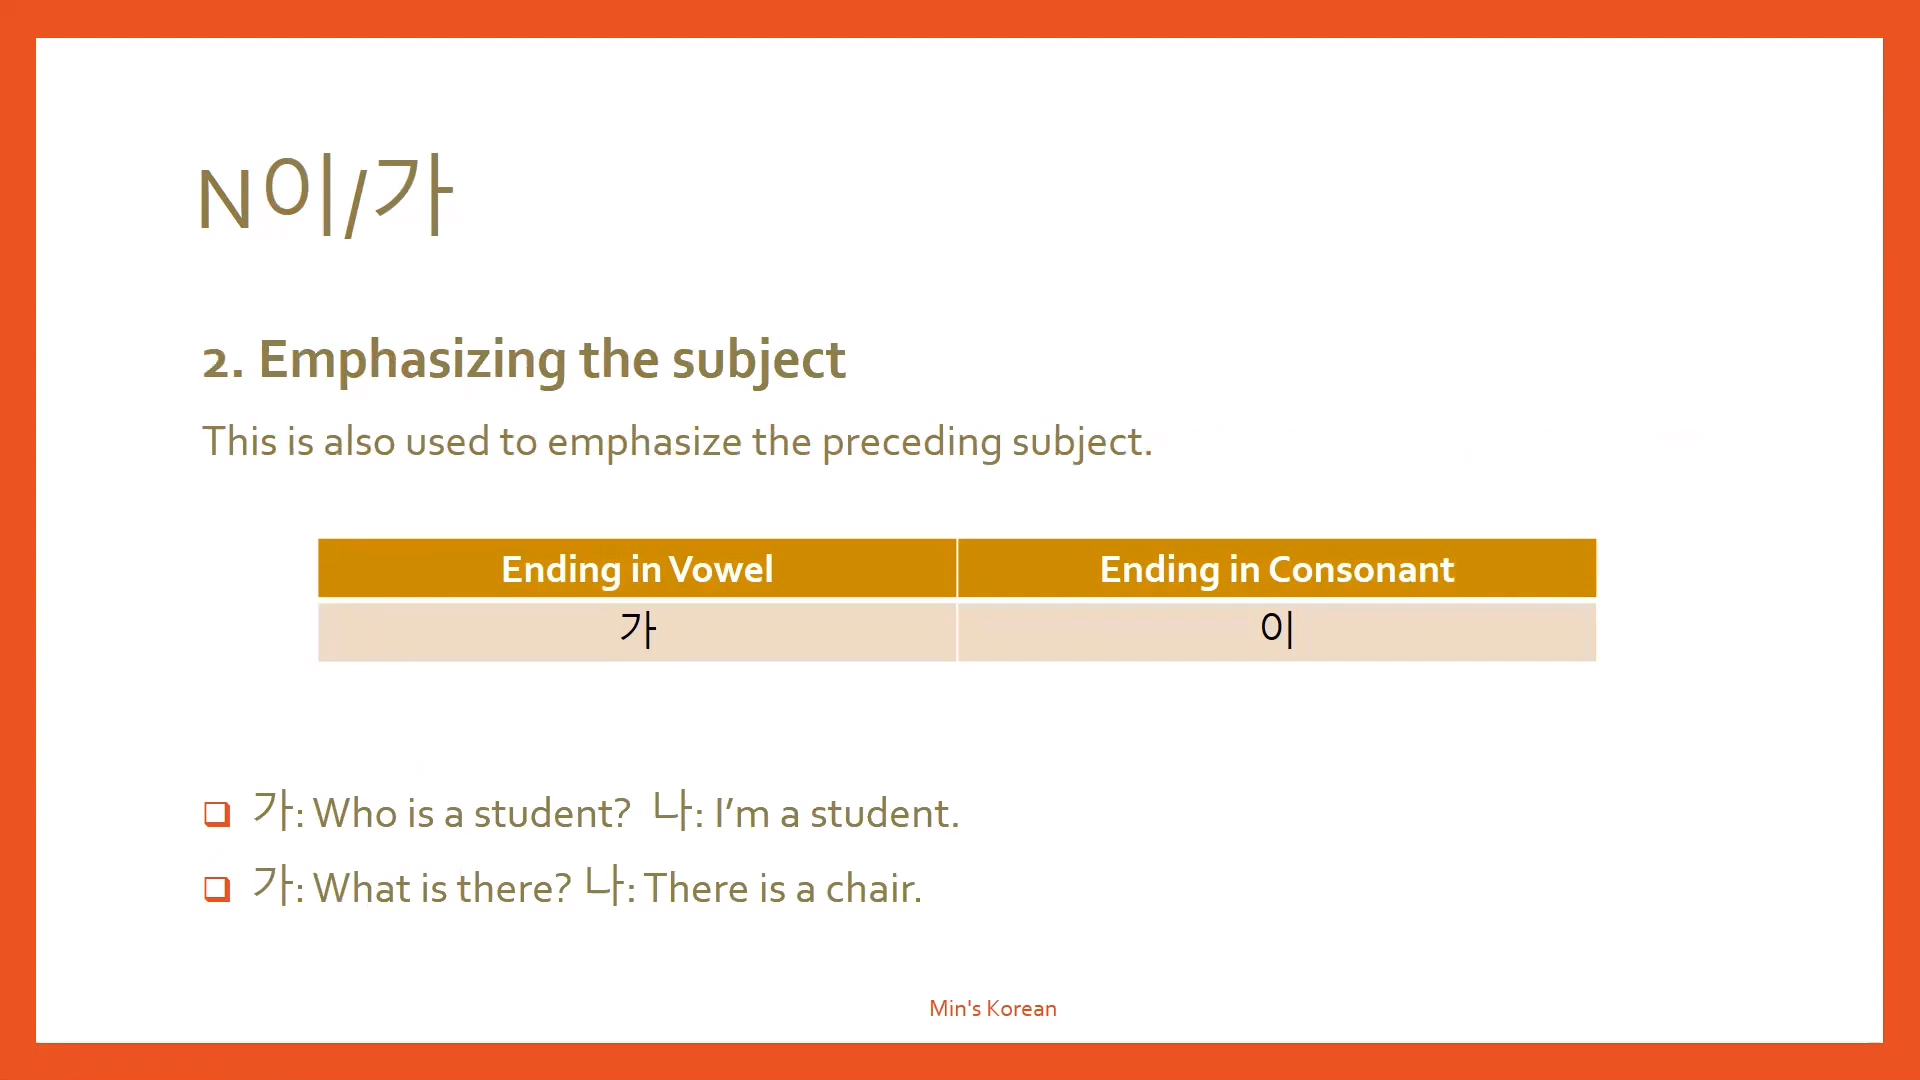 N이/가
2. Emphasizing the subject
This is also used to emphasize the preceding subject.
Ending in Vowel Ending in Consonant
가 이
가: Who is a student? 나: I’m a student.
가: What is there? 나: There is a chair.
Min's Korean